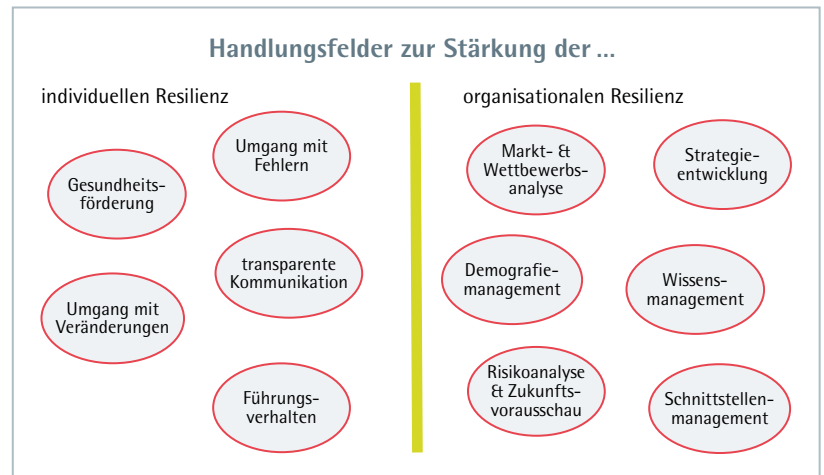 Handlungsfelder zur Stärkung der ...
individuellen Resilienz
Umgang mit
Fehlern
Gesundheits-
förderung
transparente
Kommunikation
Umgang mit
Veränderungen
Führungs-
verhalten
organisationalen Resilienz
Markt- &
Wettbewerbs-
analyse
Strategie-
entwicklung
Demografie-
management
Wissens-
management
Risikoanalyse
& Zukunfts-
vorausschau
Schnittstellen-
management